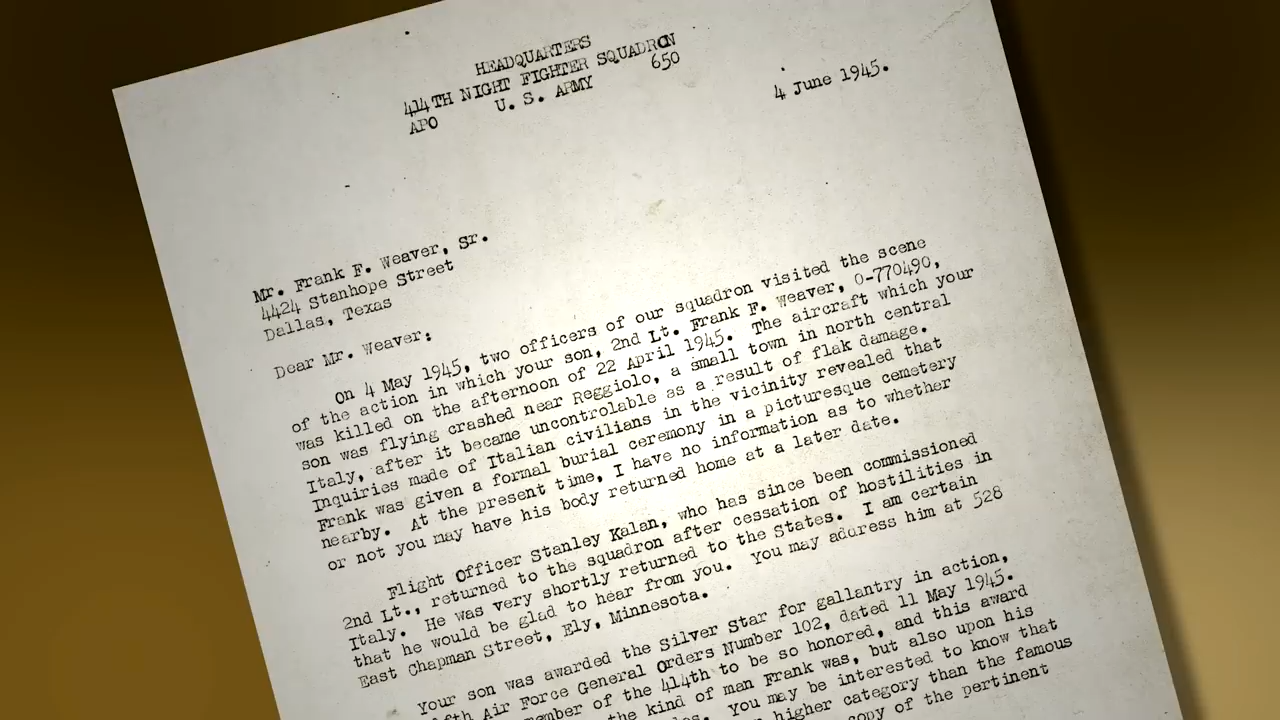 HEADQUARTERS
414TH NIGHT FIGHTER SQUADRON
APO U. S. ARMY 650
4 June 1945.
Mr. Frank F. Weaver, Sr.
4424 Stanhope Street
Dallas, Texas
Dear Mr. Weaver:
On 4 May 1945, two officers of our squadron visited the scene
of the action in which your son, 2nd Lt. Frank F. Weaver, O-770490,
was killed on the afternoon of 22 April 1945. The aircraft which your
son was flying crashed near Reggiolo, a small town in north central
Italy, after it became uncontrolable as a result of flak damage.
Inquiries made of Italian civilians in the vicinity revealed that
Frank was given a formal burial ceremony in a picturesque cemetery
nearby. At the present time, I have no information as to whether
or not you may have his body returned home at a later date.
Flight Officer Stanley Kalan, who has since been commissioned
2nd Lt., returned to the squadron after cessation of hostilities in
Italy. He was very shortly returned to the States. I am certain
that he would be glad to hear from you. You may address him at 528
East Chapman Street, Ely, Minnesota.
Your son was awarded the Silver Star for gallantry in action,
Air Force General Orders Number 102, dated 11 May 1945.
member of the 414th to be so honored, and this award
the kind of man Frank was, but also upon his
You may be interested to know that
higher category than the famous
copy of the pertinent